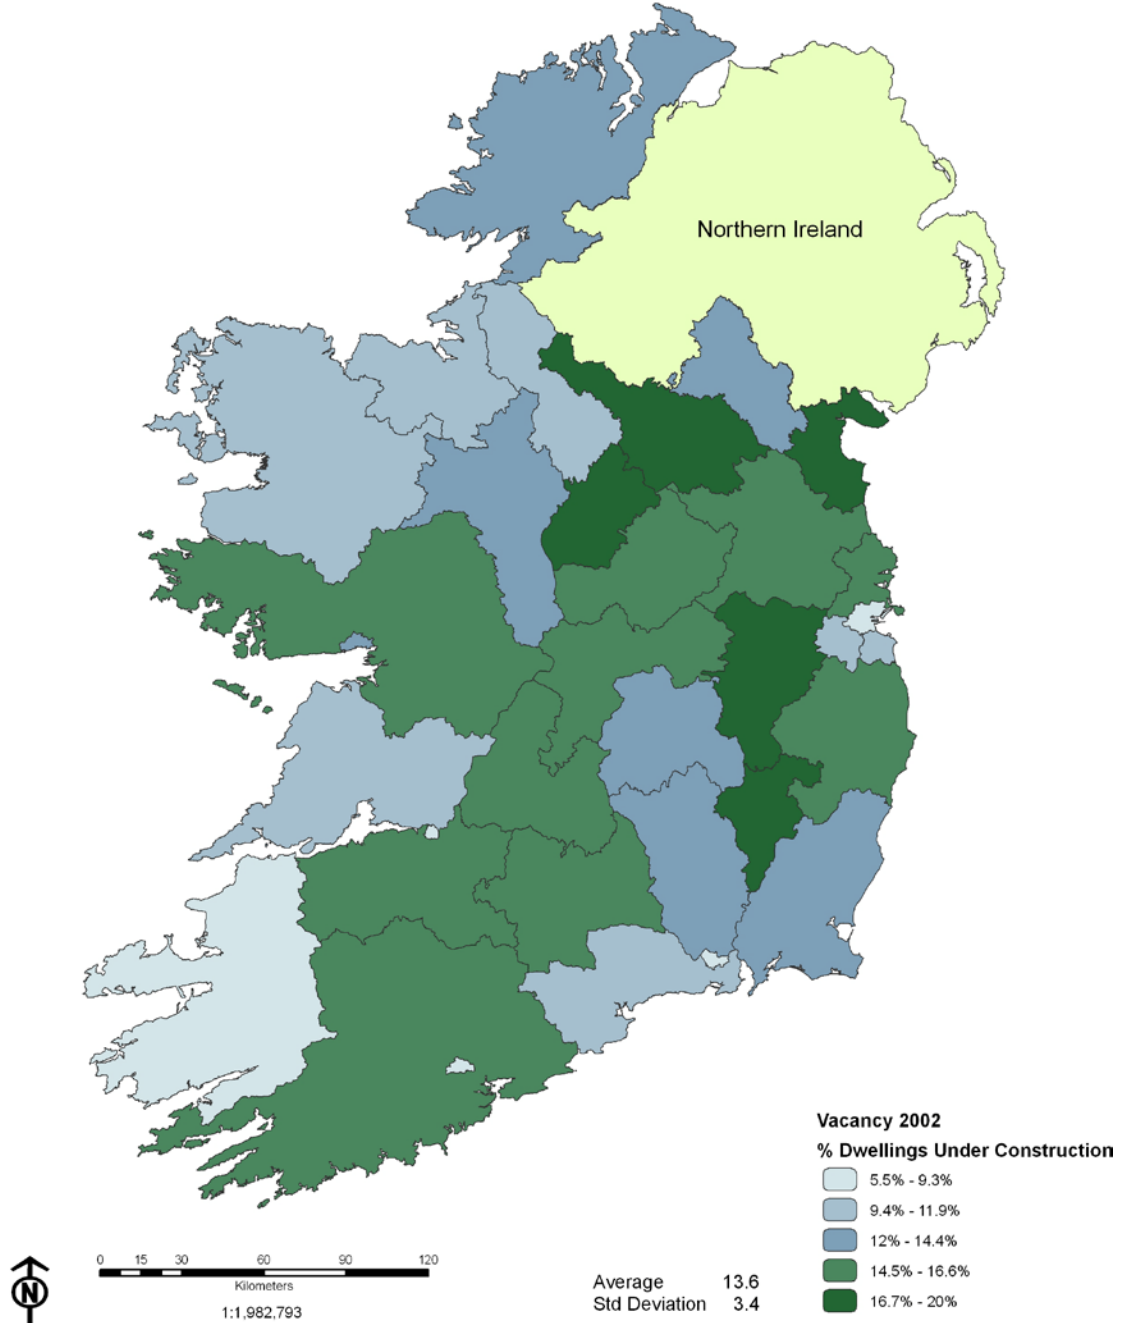 Northern Ireland
Vacancy 2002
% Dwellings Under Construction
5.5% - 9.3%
9.4% - 11.9%
12% - 14.4%
14.5% - 16.6%
16.7% - 20%
0 15 30 60 90 120
Kilometers
1:1,982,793
N
Average 13.6
Std Deviation 3.4